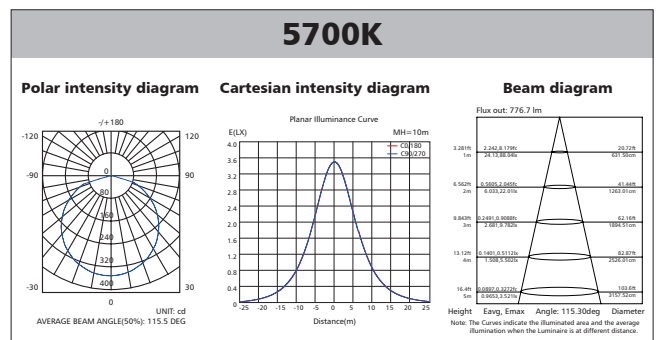 5700K
Polar intensity diagram
Cartesian intensity diagram
Beam diagram
-/+180
-120
120
-90
90
-30
30
0
0
80
160
240
320
400
UNIT: cd
AVERAGE BEAM ANGLE(50%): 115.5 DEG
Planar Illuminance Curve
E(LX)
MH=10m
C0/180
C90/270
4.0
3.6
3.2
2.8
2.4
2.0
1.6
1.2
0.8
0.4
0
-25 -20 -15 -10 -5 0 5 10 15 20 25
Distance(m)
Flux out: 776.7 lm
3.281ft 2.242,8.179fc 20.72ft
1m 24.13,88.04lx 631.50cm
6.562ft 0.5605,2.045fc 41.44ft
2m 6.033,22.01lx 1263.01cm
9.843ft 0.2491,0.9088fc 62.16ft
3m 2.681,9.782lx 1894.51cm
13.12ft 0.1401,0.5112fc 82.87ft
4m 1.508,5.502lx 2526.01cm
16.4ft 0.0897,0.3272fc 103.6ft
5m 0.9653,3.521lx 3157.52cm
Height Eavg, Emax Angle: 115.30deg Diameter
Note: The Curves indicate the illuminated area and the average
illumination when the Luminaire is at different distance.